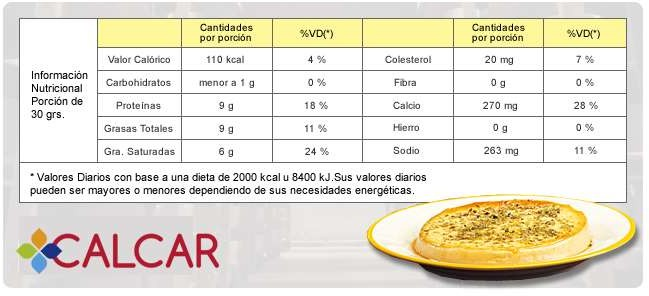 Información
Nutricional
Porción de
30 grs.
Cantidades
por porción
%VD(*)
Cantidades
por porción
%VD(*)
Valor Calórico 110 kcal 4 % Colesterol 20 mg 7 %
Carbohidratos menor a 1 g 0 % Fibra 0 g 0 %
Proteínas 9 g 18 % Calcio 270 mg 28 %
Grasas Totales 9 g 11 % Hierro 0 g 0 %
Gra. Saturadas 6 g 24 % Sodio 263 mg 11 %
* Valores Diarios con base a una dieta de 2000 kcal u 8400 kJ.Sus valores diarios
pueden ser mayores o menores dependiendo de sus necesidades energéticas.
CALCAR